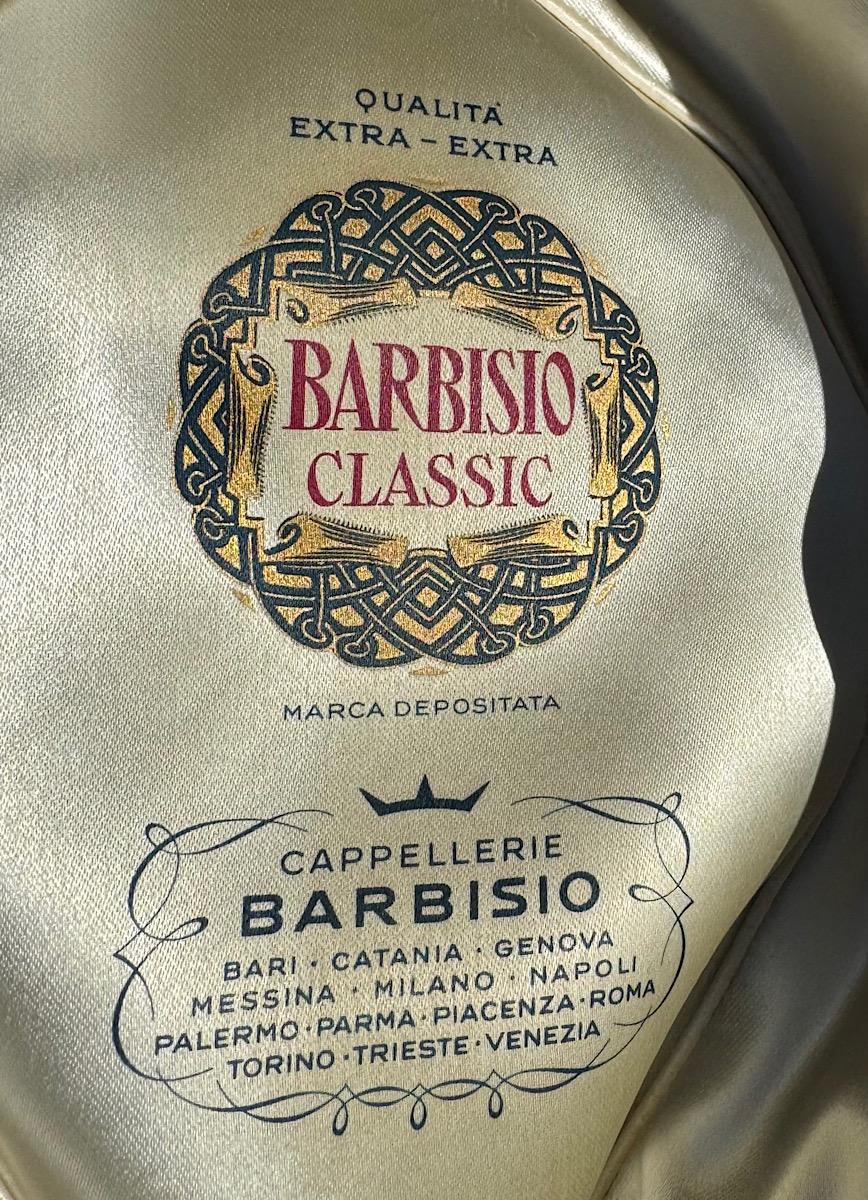 QUALITÀ
EXTRA - EXTRA
BARBISIO
CLASSIC
MARCA DEPOSITATA
CAPPELLERIE
BARBISIO
BARI · CATANIA · GENOVA
MESSINA · MILANO · NAPOLI
PALERMO · PARMA · PIACENZA · ROMA
TORINO · TRIESTE · VENEZIA